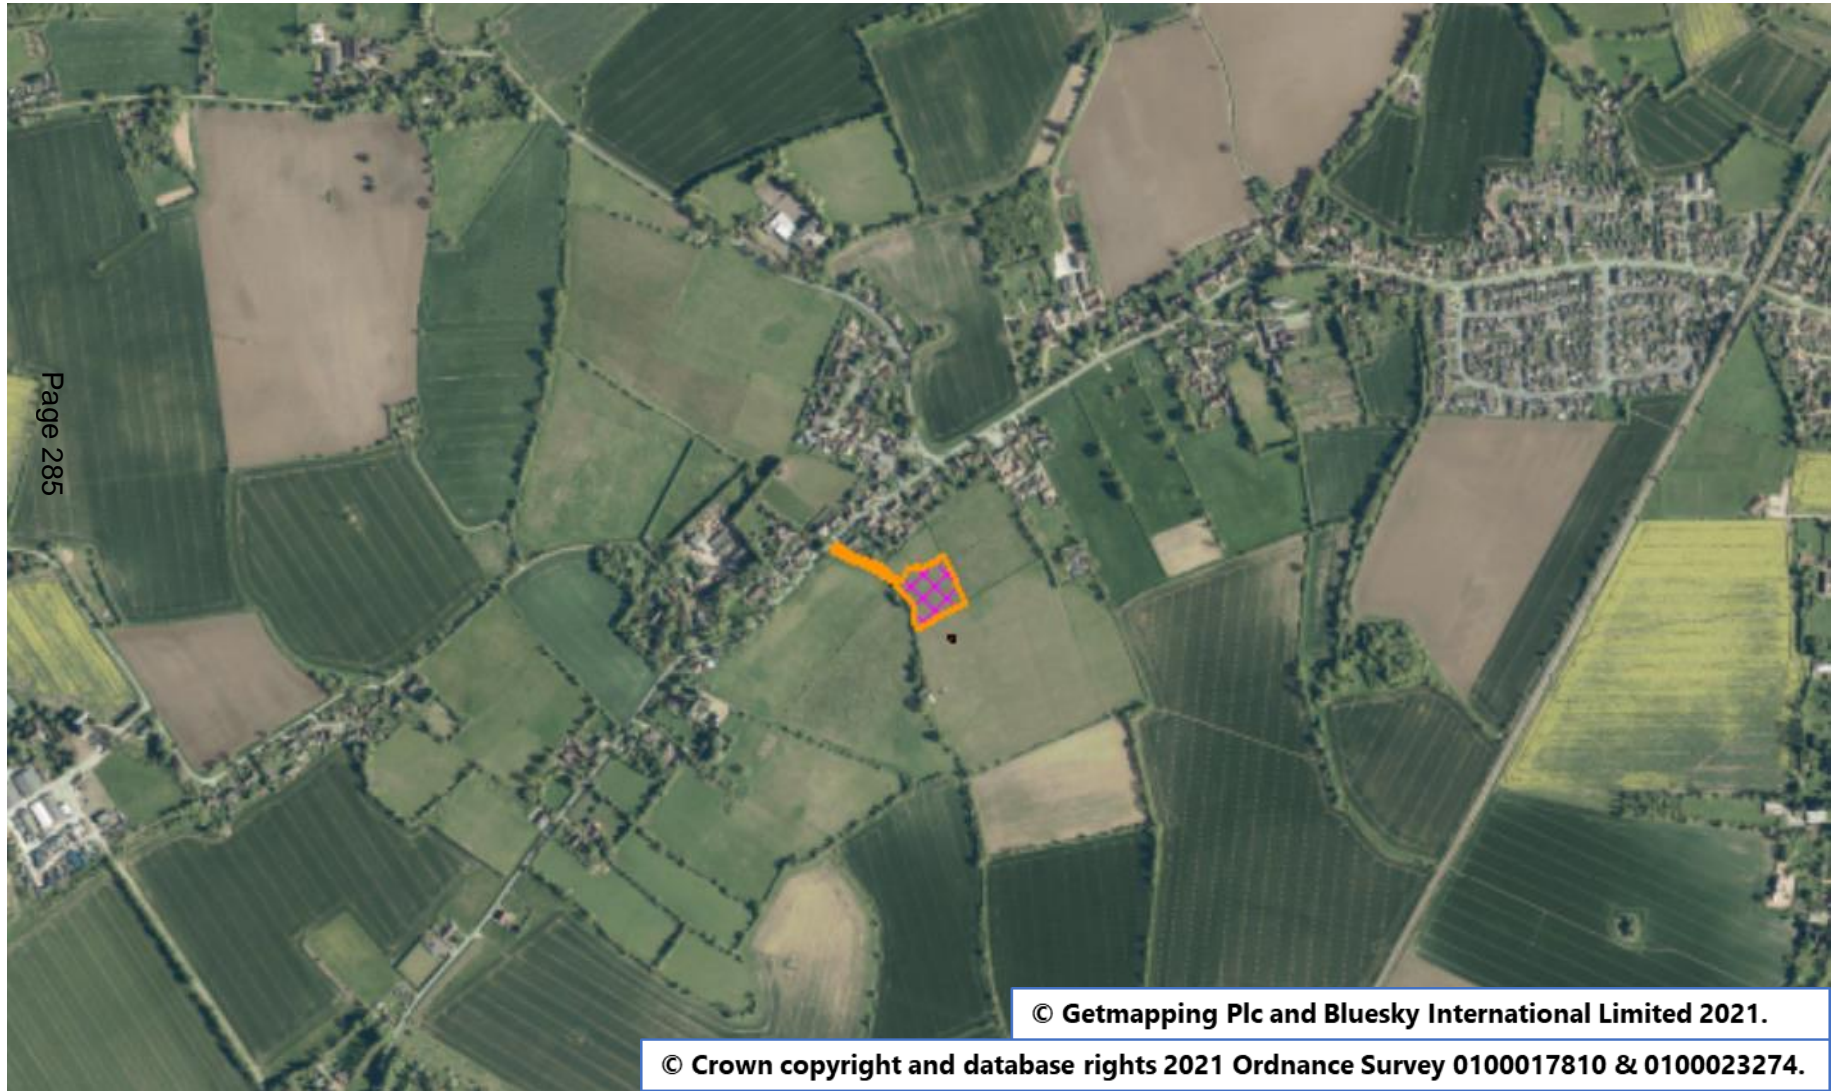 Page 285
© Getmapping Plc and Bluesky International Limited 2021.
© Crown copyright and database rights 2021 Ordnance Survey 0100017810 & 0100023274.